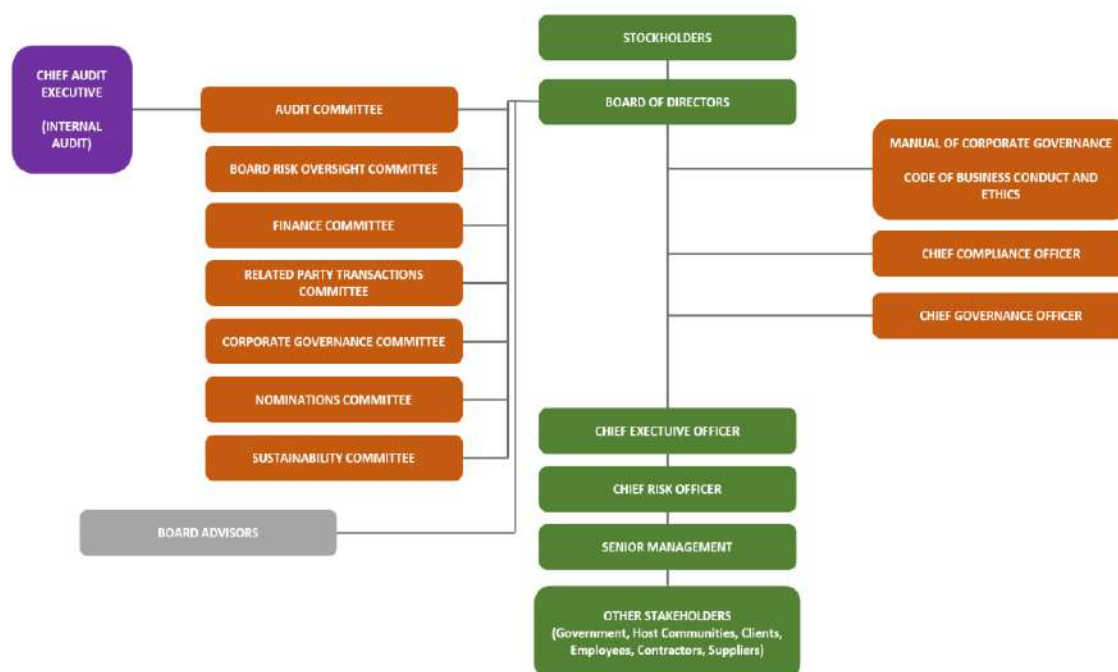 STOCKHOLDERS
BOARD OF DIRECTORS
CHIEF AUDIT
EXECUTIVE
(INTERNAL
AUDIT)
AUDIT COMMITTEE
BOARD RISK OVERSIGHT COMMITTEE
FINANCE COMMITTEE
RELATED PARTY TRANSACTIONS
COMMITTEE
CORPORATE GOVERNANCE COMMITTEE
NOMINATIONS COMMITTEE
SUSTAINABILITY COMMITTEE
BOARD ADVISORS
MANUAL OF CORPORATE GOVERNANCE
CODE OF BUSINESS CONDUCT AND
ETHICS
CHIEF COMPLIANCE OFFICER
CHIEF GOVERNANCE OFFICER
CHIEF EXECTUIVE OFFICER
CHIEF RISK OFFICER
SENIOR MANAGEMENT
OTHER STAKEHOLDERS
(Government, Host Communities, Clients,
Employees, Contractors, Suppliers)